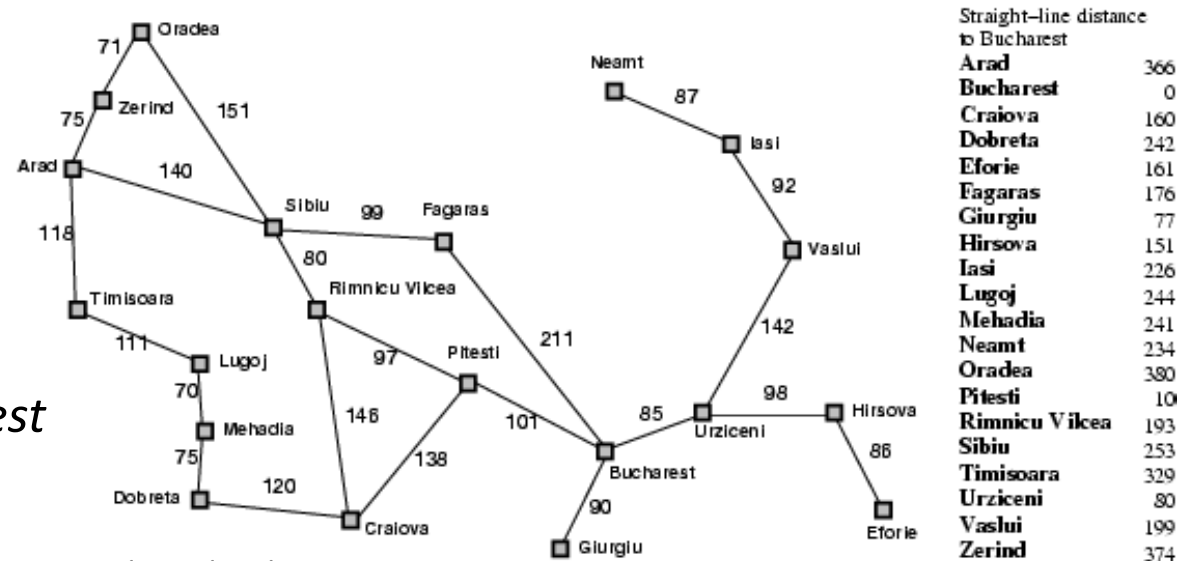 Oradea
71
Neamt
87
Zerind
151
75
Iasi
Arad
140
92
Sibiu
99
Fagaras
118
Vaslui
80
Timisoara
Rimnicu Vilcea
142
111
Lugoj
97
Pitesti
211
70
98
Hirsova
est
146
101
85
Urziceni
Mehadia
138
86
75
Bucharest
Dobreta
120
90
Craiova
Eforie
Giurgiu
Straight–line distance
to Bucharest
Arad 366
Bucharest 0
Craiova 160
Dobreta 242
Eforie 161
Fagaras 176
Giurgiu 77
Hirsova 151
Iasi 226
Lugoj 244
Mehadia 241
Neamt 234
Oradea 380
Pitesti 10
Rimnicu Vilcea 193
Sibiu 253
Timisoara 329
Urziceni 80
Vaslui 199
Zerind 374